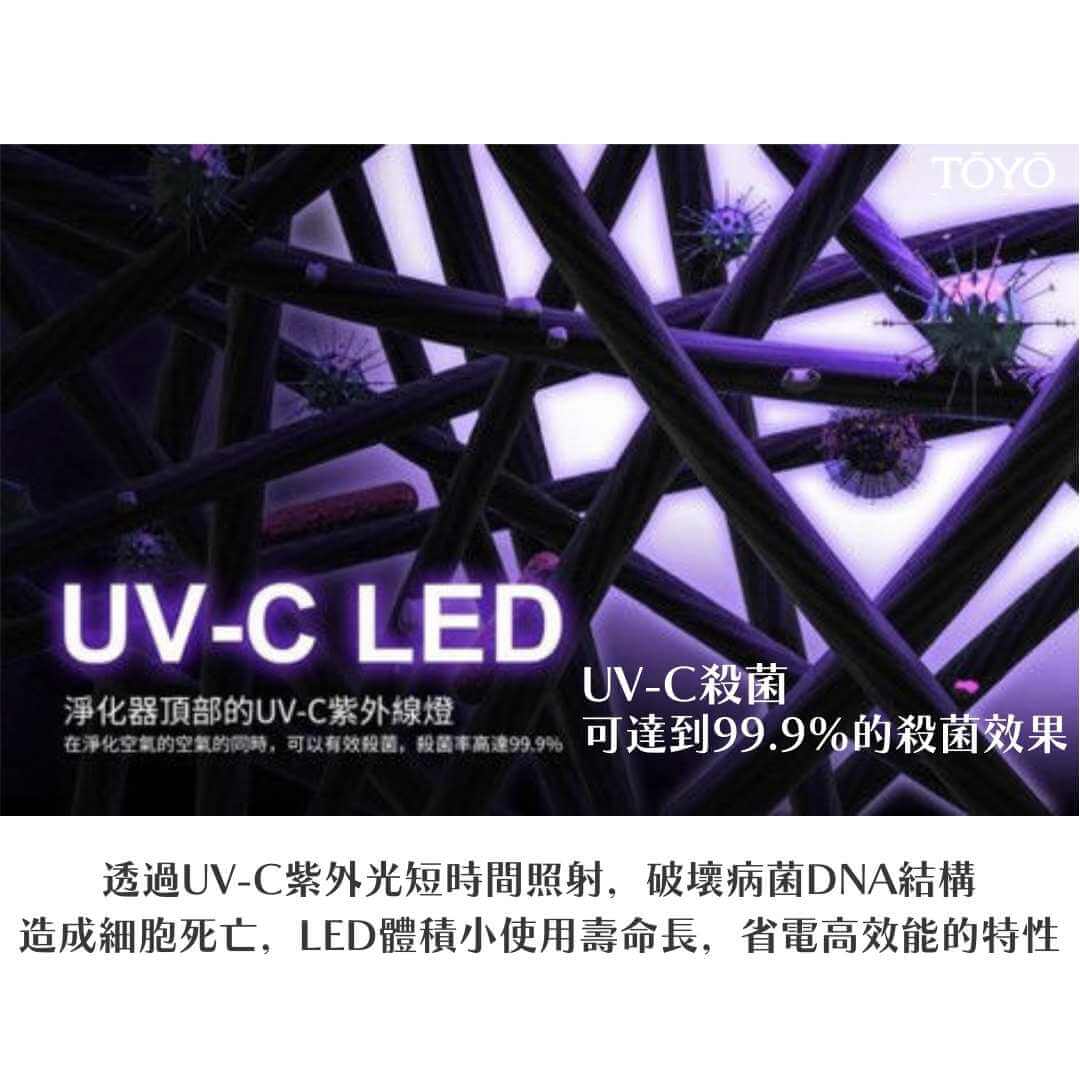 TŌYŌ
UV-C LED
淨化器頂部的UV-C紫外線燈
在淨化空氣的空氣的同時，可以有效殺菌，殺菌率高達99.9%
UV-C殺菌
可達到99.9%的殺菌效果
透過UV-C紫外光短時間照射，破壞病菌DNA結構
造成細胞死亡，LED體積小使用壽命長，省電高效能的特性